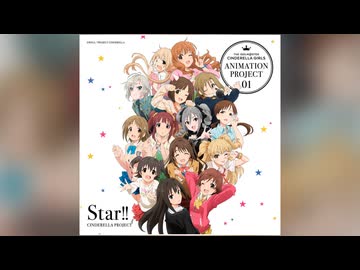 THE IDOLM@STER
CINDERELLA GIRLS
ANIMATION
PROJECT
01
Star!!
CINDERELLA PROJECT